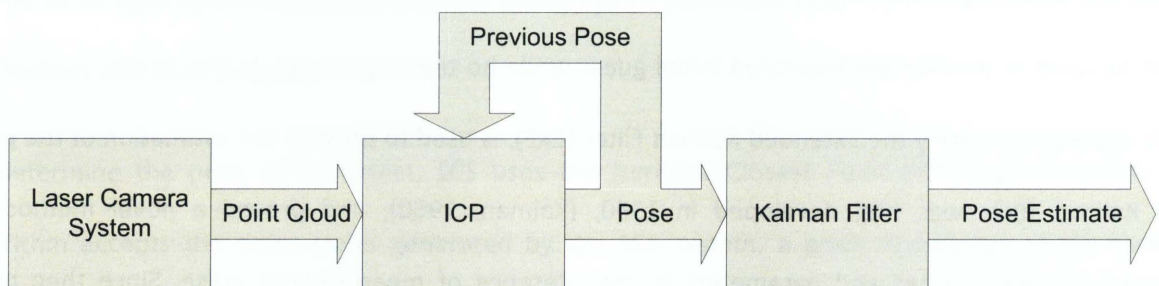 Previous Pose
Laser Camera
System
Point Cloud
ICP
Pose
Kalman Filter
Pose Estimate